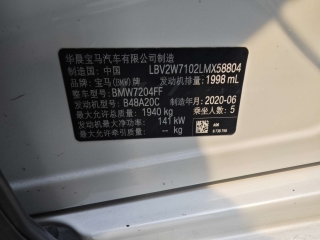 华晨宝马汽车有限公司制造
制造国: 中国 LBV2W7102LMX58804
品牌: 宝马(BMW)牌 发动机排量: 1998 mL
整车型号: BMW7204FF
发动机型号: B48A20C 制造年月: 2020-06
最大允许总质量: 1940 kg 乘坐人数: 5
发动机最大净功率: 141 kW
最大允许牵引质量: -- kg